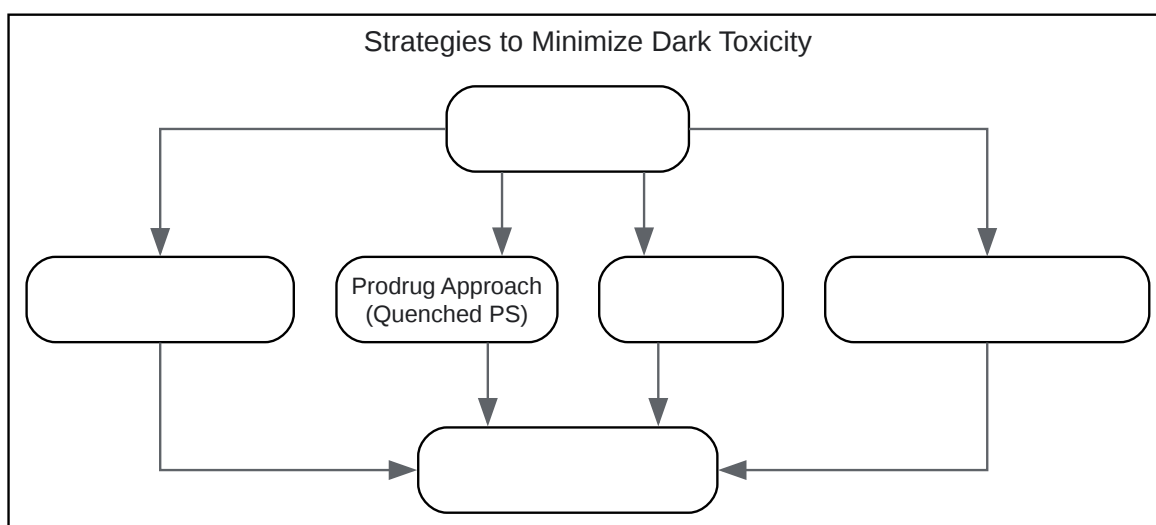 Strategies to Minimize Dark Toxicity
Prodrug Approach
(Quenched PS)